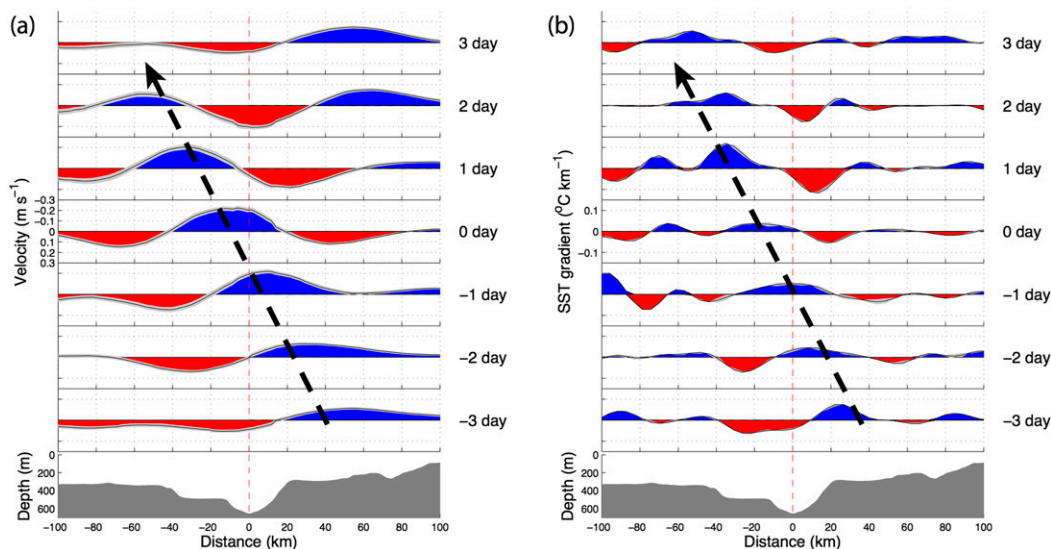 (a)
(b)
3 day
2 day
1 day
0 day
−1 day
−2 day
−3 day
Velocity (m s⁻¹)
−0.3
−0.2
−0.1
0
0.1
0.2
0.3
Depth (m)
0
200
400
600
−100 −80 −60 −40 −20 0 20 40 60 80 100
Distance (km)
3 day
2 day
1 day
0 day
−1 day
−2 day
−3 day
SST gradient (⁰C km⁻¹)
0.1
0
−0.1
Depth (m)
0
200
400
600
−100 −80 −60 −40 −20 0 20 40 60 80 100
Distance (km)